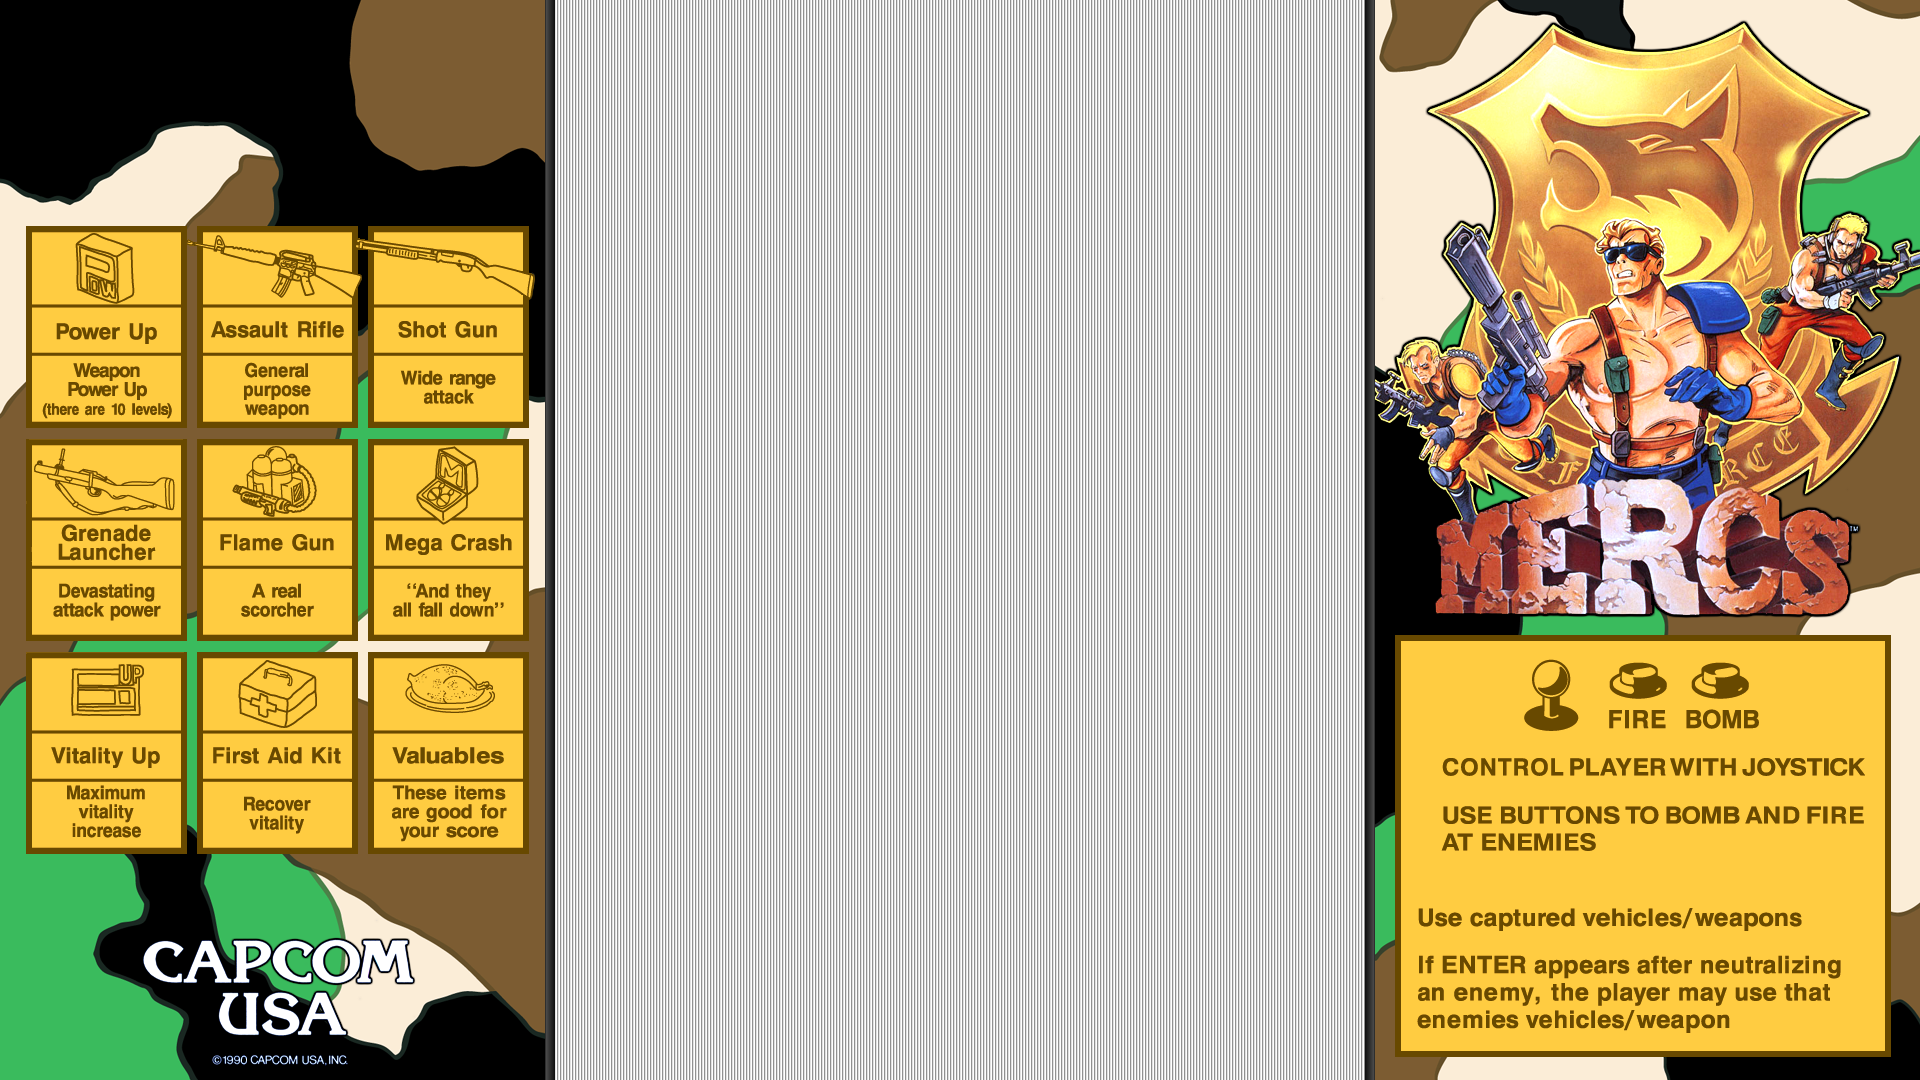 POW
Power Up
Weapon
Power Up
(there are 10 levels)
Assault Rifle
General
purpose
weapon
Shot Gun
Wide range
attack
Grenade
Launcher
Devastating
attack power
Flame Gun
A real
scorcher
M
Mega Crash
“And they
all fall down”
UP
Vitality Up
Maximum
vitality
increase
First Aid Kit
Recover
vitality
Valuables
These items
are good for
your score
CAPCOM
USA
©1990 CAPCOM USA, INC.
F
RCE
MERCS™
FIRE BOMB
CONTROL PLAYER WITH JOYSTICK
USE BUTTONS TO BOMB AND FIRE
AT ENEMIES
Use captured vehicles/weapons
If ENTER appears after neutralizing
an enemy, the player may use that
enemies vehicles/weapon